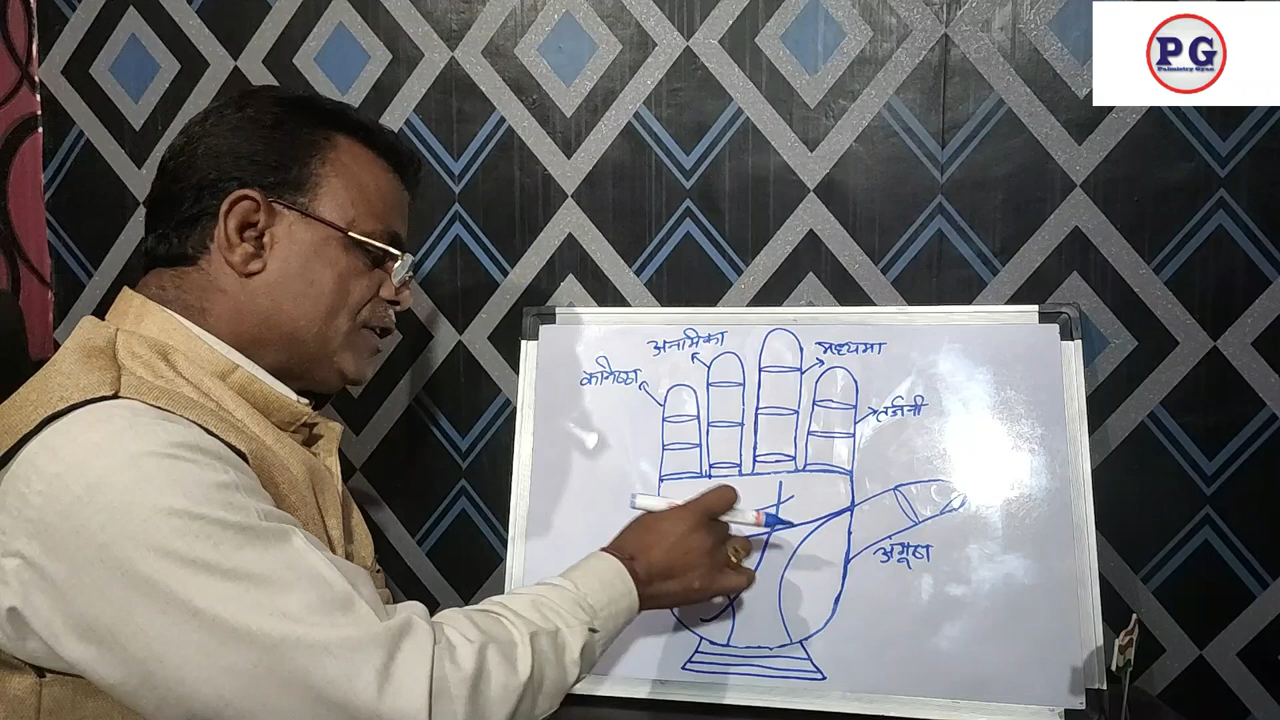 PG
Palmistry Gyan
अनामिका
मध्यमा
कनिष्ठा
तर्जनी
अंगूठा